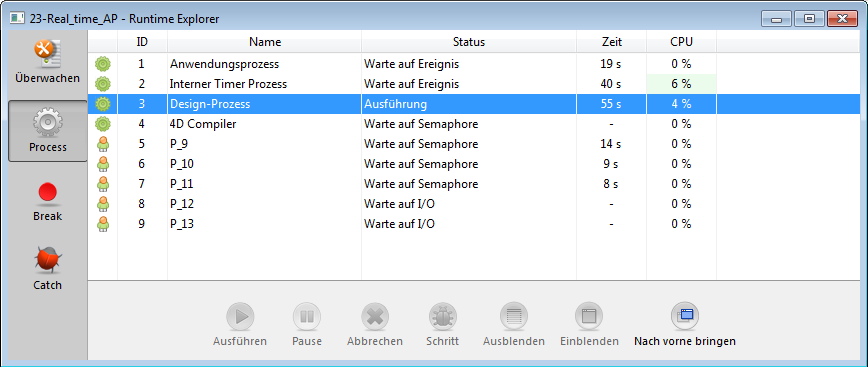 23-Real_time_AP - Runtime Explorer
Überwachen
Process
Break
Catch
ID Name Status Zeit CPU
1 Anwendungsprozess Warte auf Ereignis 19 s 0 %
2 Interner Timer Prozess Warte auf Ereignis 40 s 6 %
3 Design-Prozess Ausführung 55 s 4 %
4 4D Compiler Warte auf Semaphore - 0 %
5 P_9 Warte auf Semaphore 14 s 0 %
6 P_10 Warte auf Semaphore 9 s 0 %
7 P_11 Warte auf Semaphore 8 s 0 %
8 P_12 Warte auf I/O - 0 %
9 P_13 Warte auf I/O - 0 %
Ausführen Pause Abbrechen Schritt Ausblenden Einblenden Nach vorne bringen